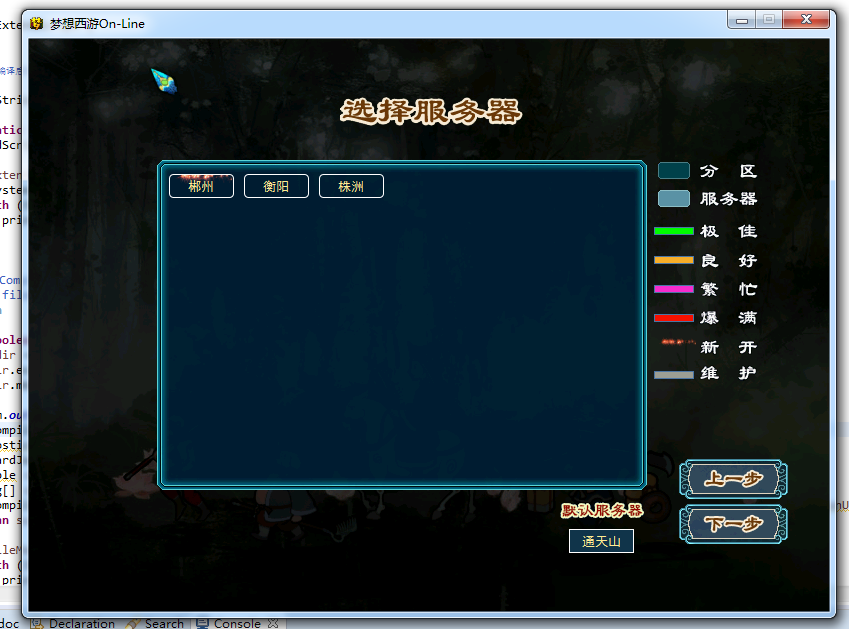 梦想西游On-Line
选择服务器
郴州 衡阳 株洲
分 区
服务器
极 佳
良 好
繁 忙
爆 满
新 开
维 护
上一步
默认服务器
下一步
通天山
Declaration Search Console